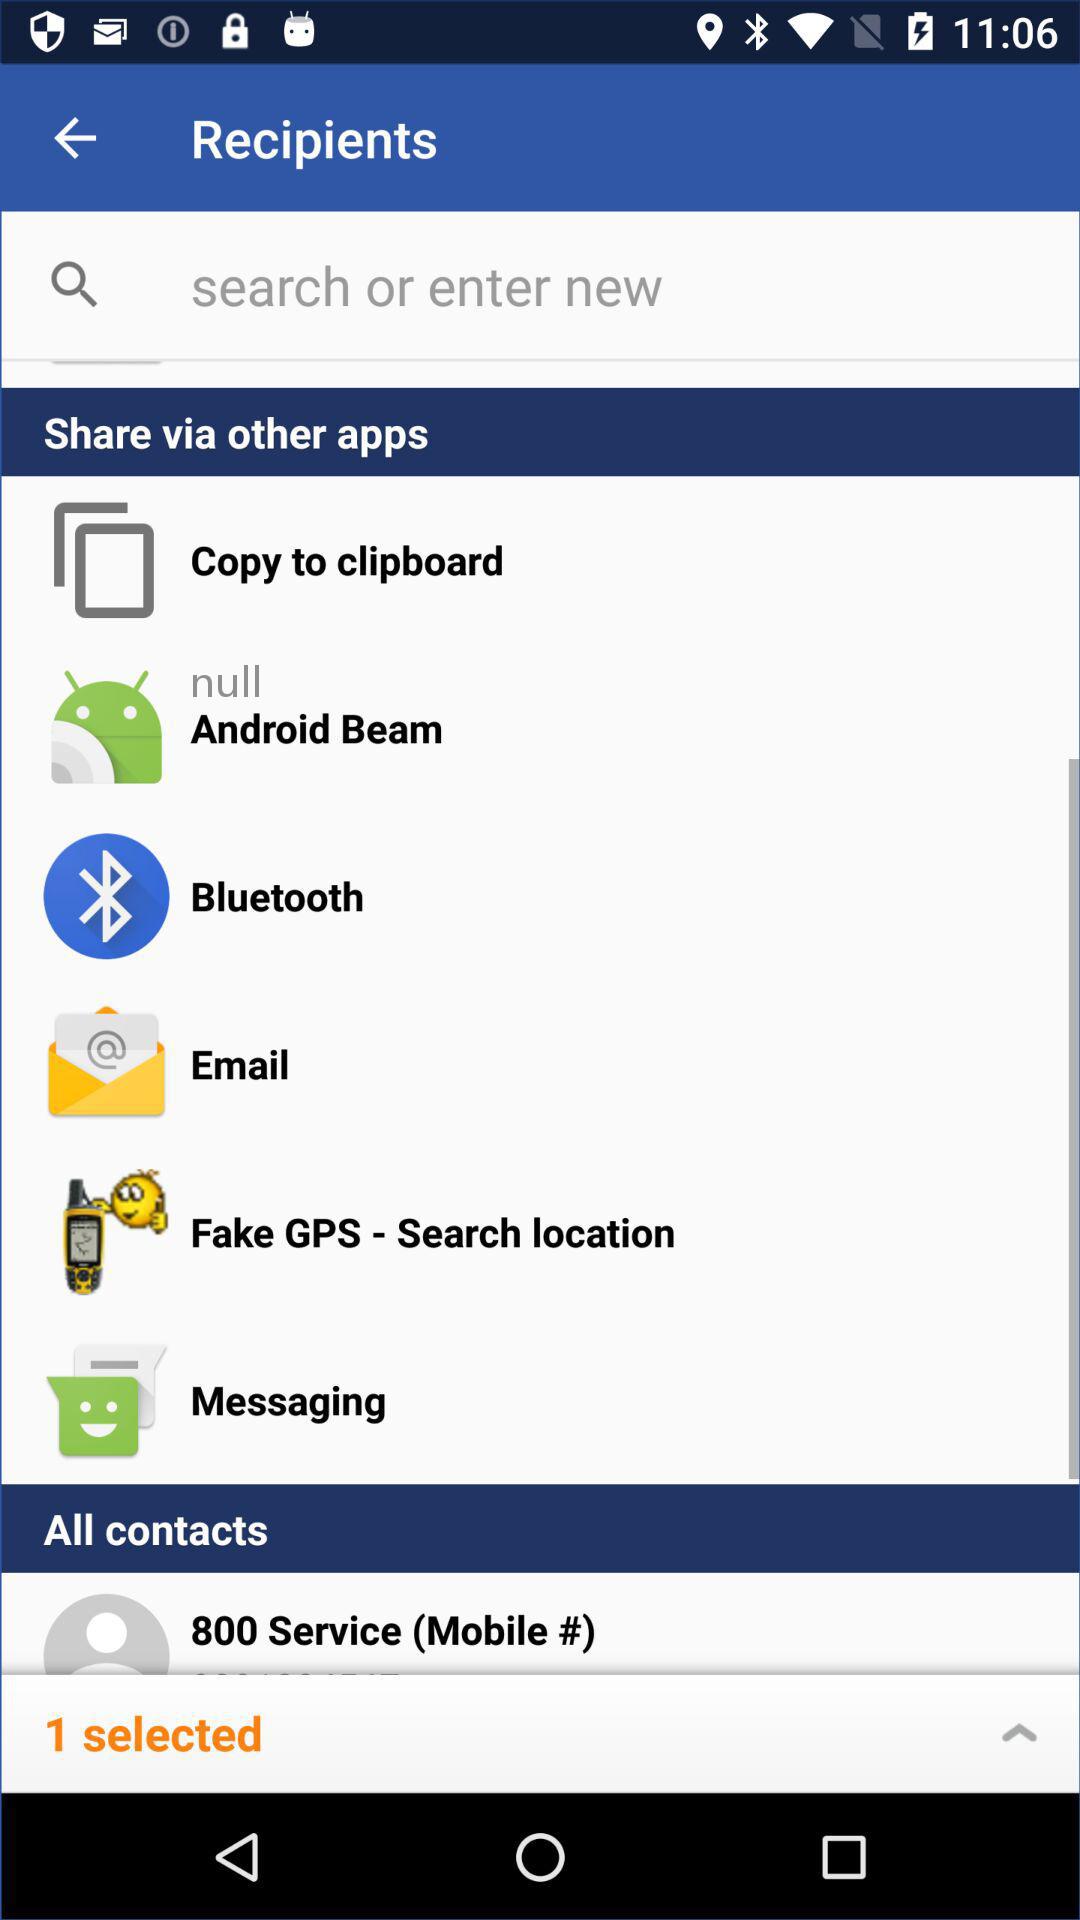 11:06
Recipients
search or enter new
Share via other apps
Copy to clipboard
null
Android Beam
Bluetooth
@
Email
Fake GPS - Search location
Messaging
All contacts
800 Service (Mobile #)
1 selected